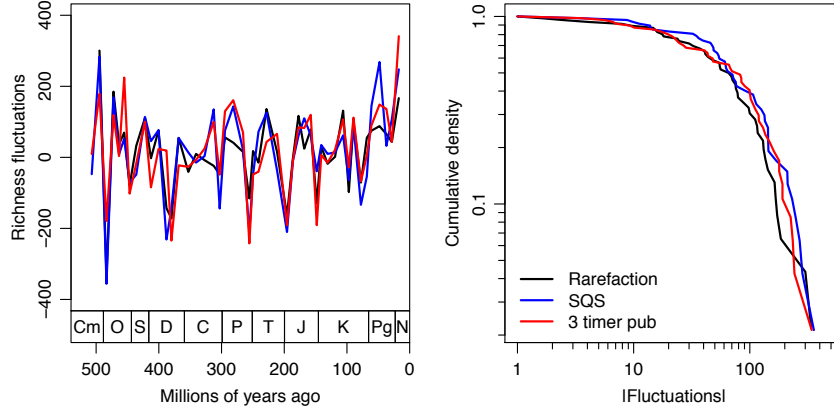 Richness fluctuations
400
200
0
−200
−400
Cm O S D C P T J K Pg N
500 400 300 200 100 0
Millions of years ago
Cumulative density
1.0
0.1
Rarefaction
SQS
3 timer pub
1 10 100
|Fluctuations|